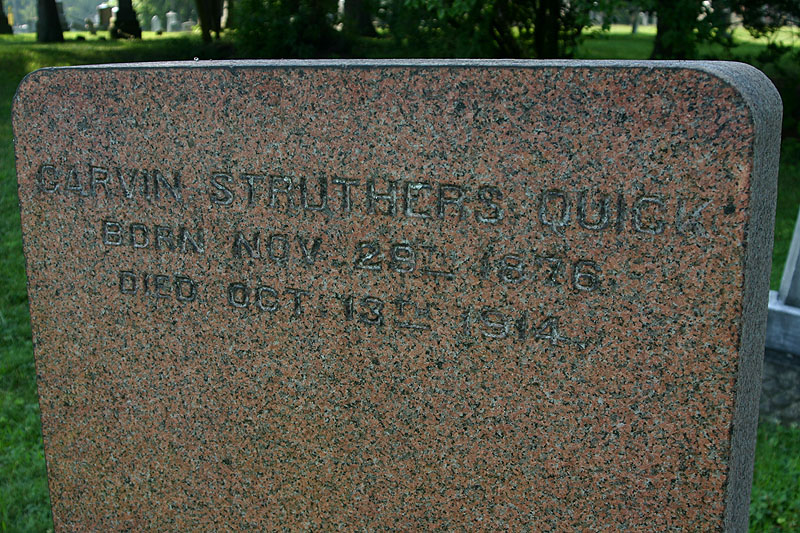 GARVIN STRUTHERS QUICK
BORN NOV. 29TH 1876.
DIED OCT. 13TH 1914.